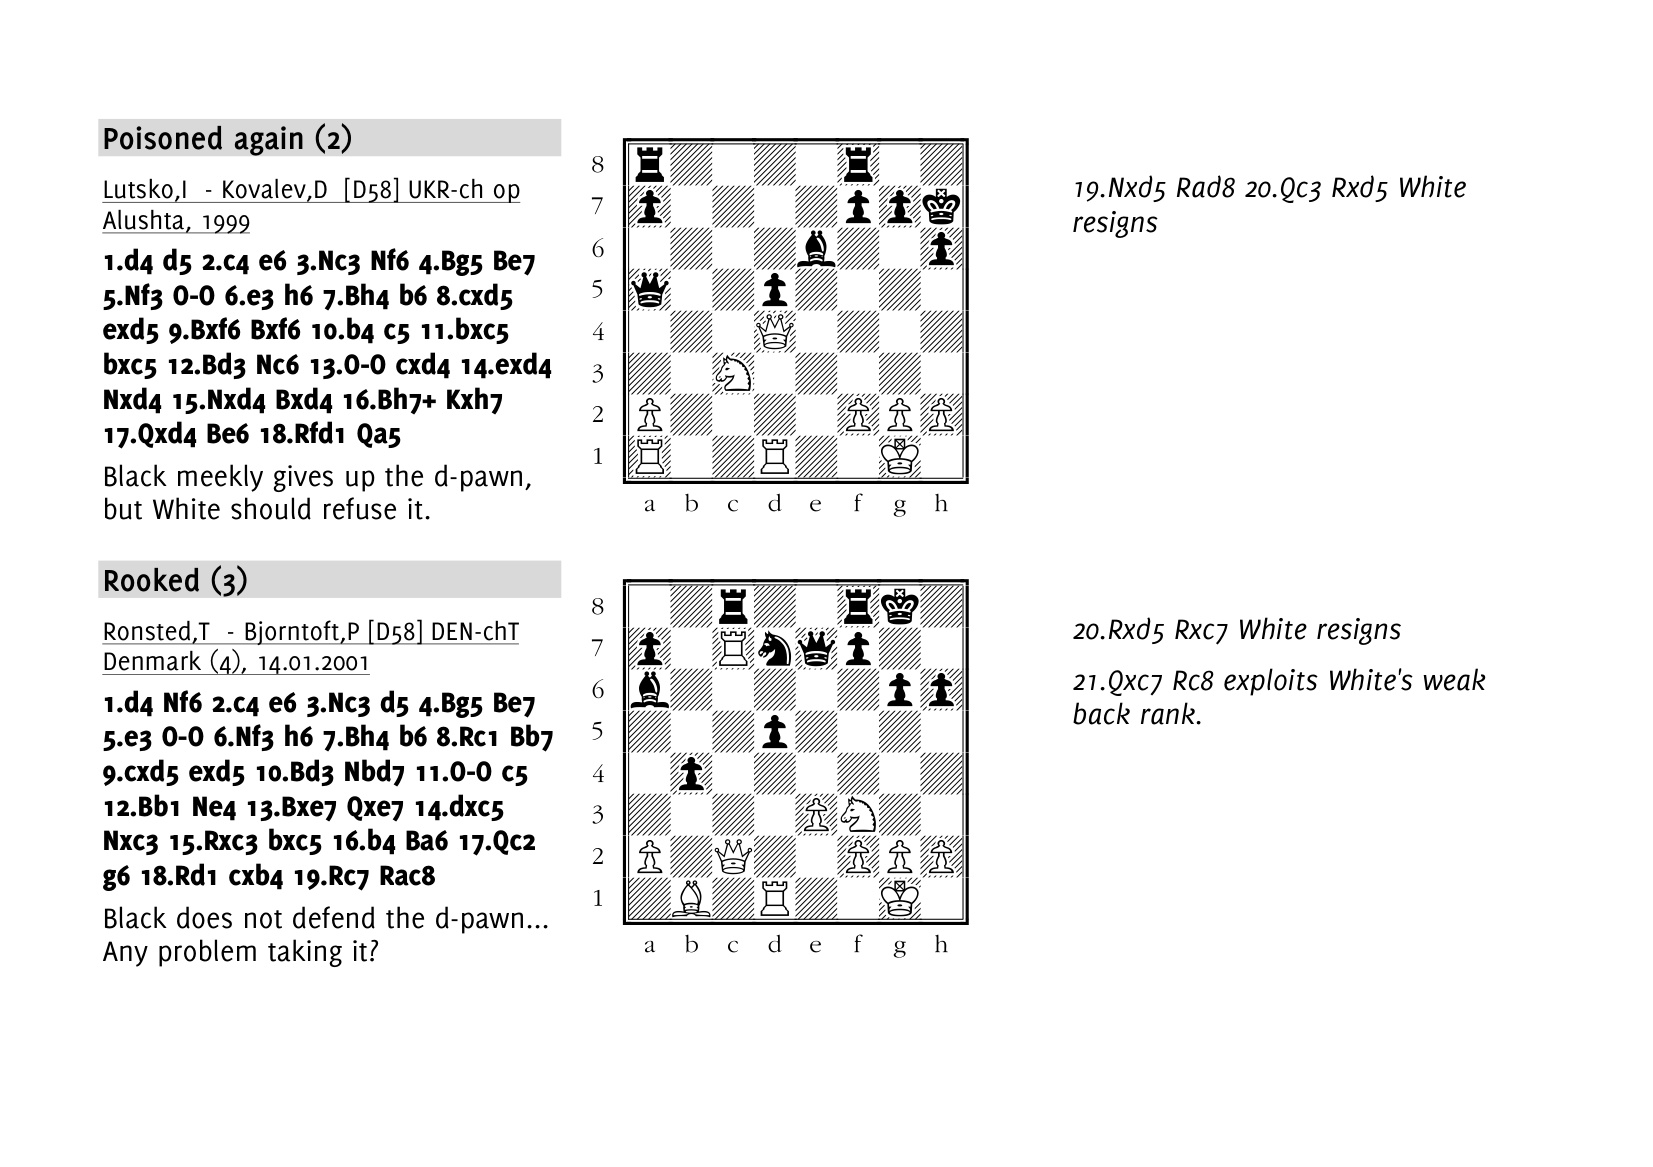 Poisoned again (2)
Lutsko,I - Kovalev,D [D58] UKR-ch op
Alushta, 1999
1.d4 d5 2.c4 e6 3.Nc3 Nf6 4.Bg5 Be7
5.Nf3 0-0 6.e3 h6 7.Bh4 b6 8.cxd5
exd5 9.Bxf6 Bxf6 10.b4 c5 11.bxc5
bxc5 12.Bd3 Nc6 13.0-0 cxd4 14.exd4
Nxd4 15.Nxd4 Bxd4 16.Bh7+ Kxh7
17.Qxd4 Be6 18.Rfd1 Qa5
Black meekly gives up the d-pawn,
but White should refuse it.
8
7
6
5
4
3
2
1
a b c d e f g h
19.Nxd5 Rad8 20.Qc3 Rxd5 White
resigns
Rooked (3)
Ronsted,T - Bjorntoft,P [D58] DEN-chT
Denmark (4), 14.01.2001
1.d4 Nf6 2.c4 e6 3.Nc3 d5 4.Bg5 Be7
5.e3 0-0 6.Nf3 h6 7.Bh4 b6 8.Rc1 Bb7
9.cxd5 exd5 10.Bd3 Nbd7 11.0-0 c5
12.Bb1 Ne4 13.Bxe7 Qxe7 14.dxc5
Nxc3 15.Rxc3 bxc5 16.b4 Ba6 17.Qc2
g6 18.Rd1 cxb4 19.Rc7 Rac8
Black does not defend the d-pawn...
Any problem taking it?
8
7
6
5
4
3
2
1
a b c d e f g h
20.Rxd5 Rxc7 White resigns
21.Qxc7 Rc8 exploits White's weak
back rank.